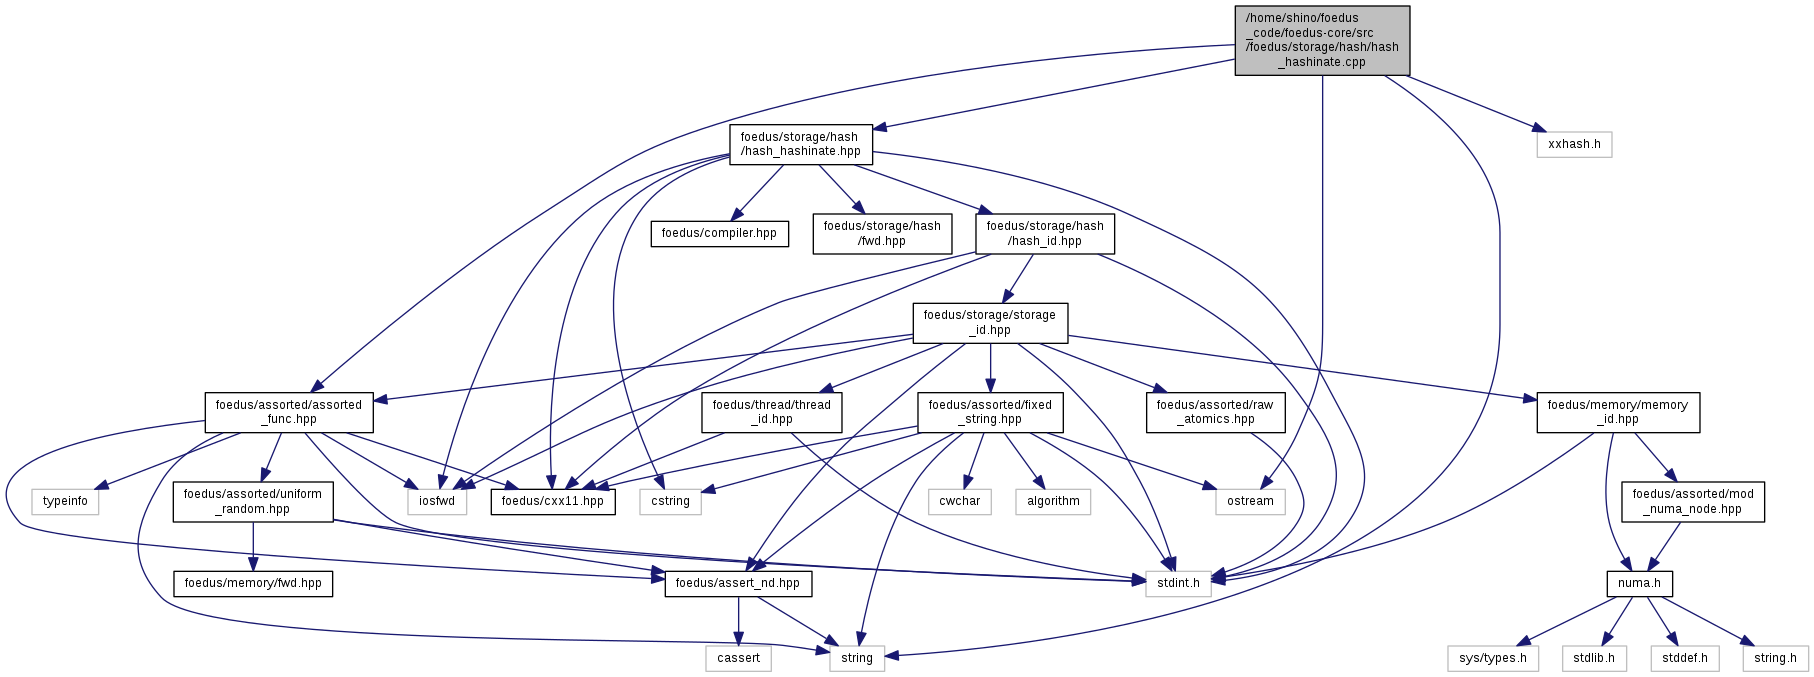 /home/shino/foedus
_code/foedus-core/src
/foedus/storage/hash/hash
_hashinate.cpp
foedus/storage/hash
/hash_hashinate.hpp
xxhash.h
foedus/compiler.hpp
foedus/storage/hash
/fwd.hpp
foedus/storage/hash
/hash_id.hpp
foedus/storage/storage
_id.hpp
foedus/assorted/assorted
_func.hpp
foedus/thread/thread
_id.hpp
foedus/assorted/fixed
_string.hpp
foedus/assorted/raw
_atomics.hpp
foedus/memory/memory
_id.hpp
typeinfo
foedus/assorted/uniform
_random.hpp
iosfwd
foedus/cxx11.hpp
cstring
cwchar
algorithm
ostream
foedus/assorted/mod
_numa_node.hpp
foedus/memory/fwd.hpp
foedus/assert_nd.hpp
stdint.h
numa.h
cassert
string
sys/types.h
stdlib.h
stddef.h
string.h